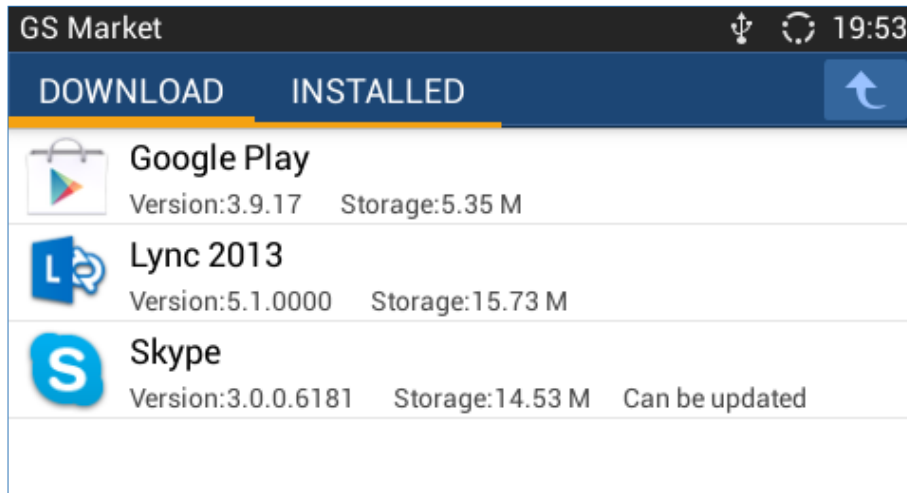 GS Market 19:53
DOWNLOAD INSTALLED
Google Play
Version:3.9.17 Storage:5.35 M
L Lync 2013
Version:5.1.0000 Storage:15.73 M
S Skype
Version:3.0.0.6181 Storage:14.53 M Can be updated